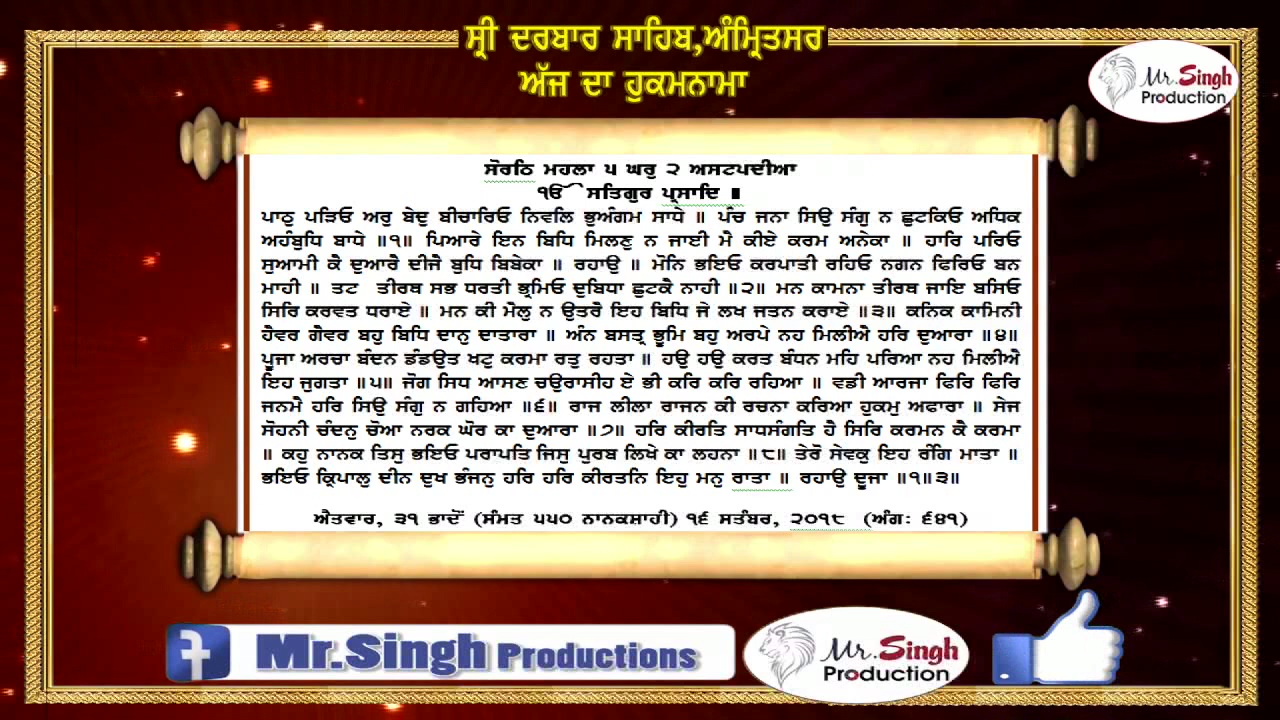 ਸ੍ਰੀ ਦਰਬਾਰ ਸਾਹਿਬ,ਅੰਮ੍ਰਿਤਸਰ
ਅੱਜ ਦਾ ਹੁਕਮਨਾਮਾ
Mr.Singh
Production
ਸੋਰਠਿ ਮਹਲਾ ੫ ਘਰੁ ੨ ਅਸਟਪਦੀਆ
ੴ ਸਤਿਗੁਰ ਪ੍ਰਸਾਦਿ ॥
ਪਾਠੁ ਪੜਿਓ ਅਰੁ ਬੇਦੁ ਬੀਚਾਰਿਓ ਨਿਵਲਿ ਭੁਅੰਗਮ ਸਾਧੇ ॥ ਪੰਚ ਜਨਾ ਸਿਉ ਸੰਗੁ ਨ ਛੁਟਕਿਓ ਅਧਿਕ
ਅਹੰਬੁਧਿ ਬਾਧੇ ॥੧॥ ਪਿਆਰੇ ਇਨ ਬਿਧਿ ਮਿਲਣੁ ਨ ਜਾਈ ਮੈ ਕੀਏ ਕਰਮ ਅਨੇਕਾ ॥ ਹਾਰਿ ਪਰਿਓ
ਸੁਆਮੀ ਕੈ ਦੁਆਰੈ ਦੀਜੈ ਬੁਧਿ ਬਿਬੇਕਾ ॥ ਰਹਾਉ ॥ ਮੋਨਿ ਭਇਓ ਕਰਪਾਤੀ ਰਹਿਓ ਨਗਨ ਫਿਰਿਓ ਬਨ
ਮਾਹੀ ॥ ਤਟ ਤੀਰਥ ਸਭ ਧਰਤੀ ਭ੍ਰਮਿਓ ਦੁਬਿਧਾ ਛੁਟਕੈ ਨਾਹੀ ॥੨॥ ਮਨ ਕਾਮਨਾ ਤੀਰਥ ਜਾਇ ਬਸਿਓ
ਸਿਰਿ ਕਰਵਤ ਧਰਾਏ ॥ ਮਨ ਕੀ ਮੈਲੁ ਨ ਉਤਰੈ ਇਹ ਬਿਧਿ ਜੇ ਲਖ ਜਤਨ ਕਰਾਏ ॥੩॥ ਕਨਿਕ ਕਾਮਿਨੀ
ਹੈਵਰ ਗੈਵਰ ਬਹੁ ਬਿਧਿ ਦਾਨੁ ਦਾਤਾਰਾ ॥ ਅੰਨ ਬਸਤ੍ਰ ਭੂਮਿ ਬਹੁ ਅਰਪੇ ਨਹ ਮਿਲੀਐ ਹਰਿ ਦੁਆਰਾ ॥੪॥
ਪੂਜਾ ਅਰਚਾ ਬੰਦਨ ਡੰਡਉਤ ਖਟੁ ਕਰਮਾ ਰਤੁ ਰਹਤਾ ॥ ਹਉ ਹਉ ਕਰਤ ਬੰਧਨ ਮਹਿ ਪਰਿਆ ਨਹ ਮਿਲੀਐ
ਇਹ ਜੁਗਤਾ ॥੫॥ ਜੋਗ ਸਿਧ ਆਸਣ ਚਉਰਾਸੀਹ ਏ ਭੀ ਕਰਿ ਕਰਿ ਰਹਿਆ ॥ ਵਡੀ ਆਰਜਾ ਫਿਰਿ ਫਿਰਿ
ਜਨਮੈ ਹਰਿ ਸਿਉ ਸੰਗੁ ਨ ਗਹਿਆ ॥੬॥ ਰਾਜ ਲੀਲਾ ਰਾਜਨ ਕੀ ਰਚਨਾ ਕਰਿਆ ਹੁਕਮੁ ਅਫਾਰਾ ॥ ਸੇਜ
ਸੋਹਨੀ ਚੰਦਨੁ ਚੋਆ ਨਰਕ ਘੋਰ ਕਾ ਦੁਆਰਾ ॥੭॥ ਹਰਿ ਕੀਰਤਿ ਸਾਧਸੰਗਤਿ ਹੈ ਸਿਰਿ ਕਰਮਨ ਕੈ ਕਰਮਾ
॥ ਕਹੁ ਨਾਨਕ ਤਿਸੁ ਭਇਓ ਪਰਾਪਤਿ ਜਿਸੁ ਪੁਰਬ ਲਿਖੇ ਕਾ ਲਹਨਾ ॥੮॥ ਤੇਰੋ ਸੇਵਕੁ ਇਹ ਰੰਗਿ ਮਾਤਾ ॥
ਭਇਓ ਕ੍ਰਿਪਾਲੁ ਦੀਨ ਦੁਖ ਭੰਜਨੁ ਹਰਿ ਹਰਿ ਕੀਰਤਨਿ ਇਹੁ ਮਨੁ ਰਾਤਾ ॥ ਰਹਾਉ ਦੂਜਾ ॥੧॥੩॥
ਐਤਵਾਰ, ੩੧ ਭਾਦੋਂ (ਸੰਮਤ ੫੫੦ ਨਾਨਕਸ਼ਾਹੀ) ੧੬ ਸਤੰਬਰ, ੨੦੧੮ (ਅੰਗ: ੬੪੧)
f Mr.Singh Productions
Mr.Singh
Production